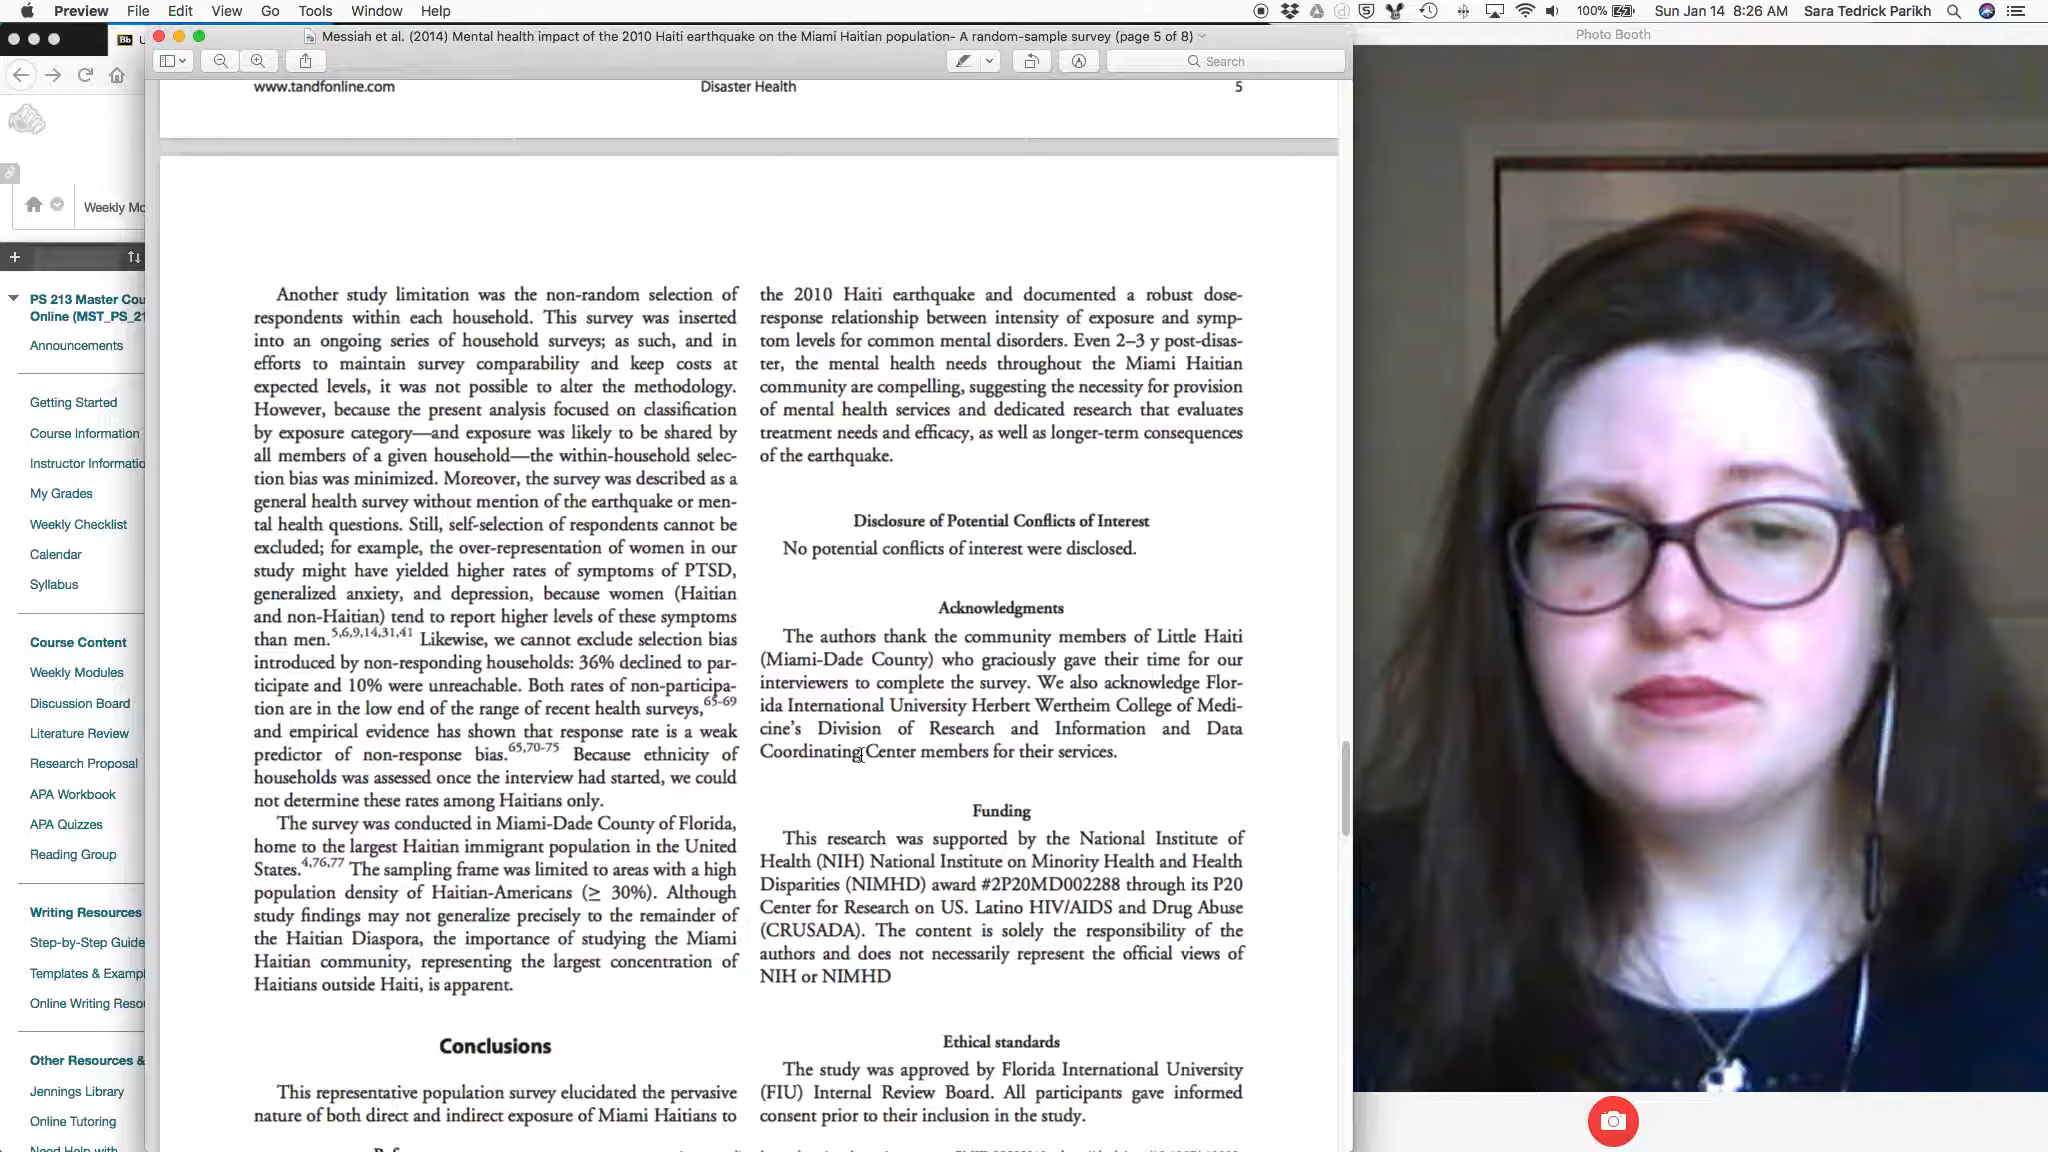 Preview File Edit View Go Tools Window Help
100% Sun Jan 14 8:26 AM Sara Tedrick Parikh
Photo Booth
Bb
Messiah et al. (2014) Mental health impact of the 2010 Haiti earthquake on the Miami Haitian population- A random-sample survey (page 5 of 8)
Search
Weekly Mo
PS 213 Master Cou
Online (MST_PS_21
Announcements
Getting Started
Course Information
Instructor Informatio
My Grades
Weekly Checklist
Calendar
Syllabus
Course Content
Weekly Modules
Discussion Board
Literature Review
Research Proposal
APA Workbook
APA Quizzes
Reading Group
Writing Resources
Step-by-Step Guide
Templates & Exampl
Online Writing Reso
Other Resources &
Jennings Library
Online Tutoring
Need Help with
www.tandfonline.com Disaster Health 5
Another study limitation was the non-random selection of
respondents within each household. This survey was inserted
into an ongoing series of household surveys; as such, and in
efforts to maintain survey comparability and keep costs at
expected levels, it was not possible to alter the methodology.
However, because the present analysis focused on classification
by exposure category—and exposure was likely to be shared by
all members of a given household—the within-household selec-
tion bias was minimized. Moreover, the survey was described as a
general health survey without mention of the earthquake or men-
tal health questions. Still, self-selection of respondents cannot be
excluded; for example, the over-representation of women in our
study might have yielded higher rates of symptoms of PTSD,
generalized anxiety, and depression, because women (Haitian
and non-Haitian) tend to report higher levels of these symptoms
than men.5,6,9,14,31,41 Likewise, we cannot exclude selection bias
introduced by non-responding households: 36% declined to par-
ticipate and 10% were unreachable. Both rates of non-participa-
tion are in the low end of the range of recent health surveys,65-69
and empirical evidence has shown that response rate is a weak
predictor of non-response bias.65,70-75 Because ethnicity of
households was assessed once the interview had started, we could
not determine these rates among Haitians only.
The survey was conducted in Miami-Dade County of Florida,
home to the largest Haitian immigrant population in the United
States.4,76,77 The sampling frame was limited to areas with a high
population density of Haitian-Americans (≥ 30%). Although
study findings may not generalize precisely to the remainder of
the Haitian Diaspora, the importance of studying the Miami
Haitian community, representing the largest concentration of
Haitians outside Haiti, is apparent.
Conclusions
This representative population survey elucidated the pervasive
nature of both direct and indirect exposure of Miami Haitians to
the 2010 Haiti earthquake and documented a robust dose-
response relationship between intensity of exposure and symp-
tom levels for common mental disorders. Even 2–3 y post-disas-
ter, the mental health needs throughout the Miami Haitian
community are compelling, suggesting the necessity for provision
of mental health services and dedicated research that evaluates
treatment needs and efficacy, as well as longer-term consequences
of the earthquake.
Disclosure of Potential Conflicts of Interest
No potential conflicts of interest were disclosed.
Acknowledgments
The authors thank the community members of Little Haiti
(Miami-Dade County) who graciously gave their time for our
interviewers to complete the survey. We also acknowledge Flor-
ida International University Herbert Wertheim College of Medi-
cine's Division of Research and Information and Data
Coordinating Center members for their services.
Funding
This research was supported by the National Institute of
Health (NIH) National Institute on Minority Health and Health
Disparities (NIMHD) award #2P20MD002288 through its P20
Center for Research on US. Latino HIV/AIDS and Drug Abuse
(CRUSADA). The content is solely the responsibility of the
authors and does not necessarily represent the official views of
NIH or NIMHD
Ethical standards
The study was approved by Florida International University
(FIU) Internal Review Board. All participants gave informed
consent prior to their inclusion in the study.